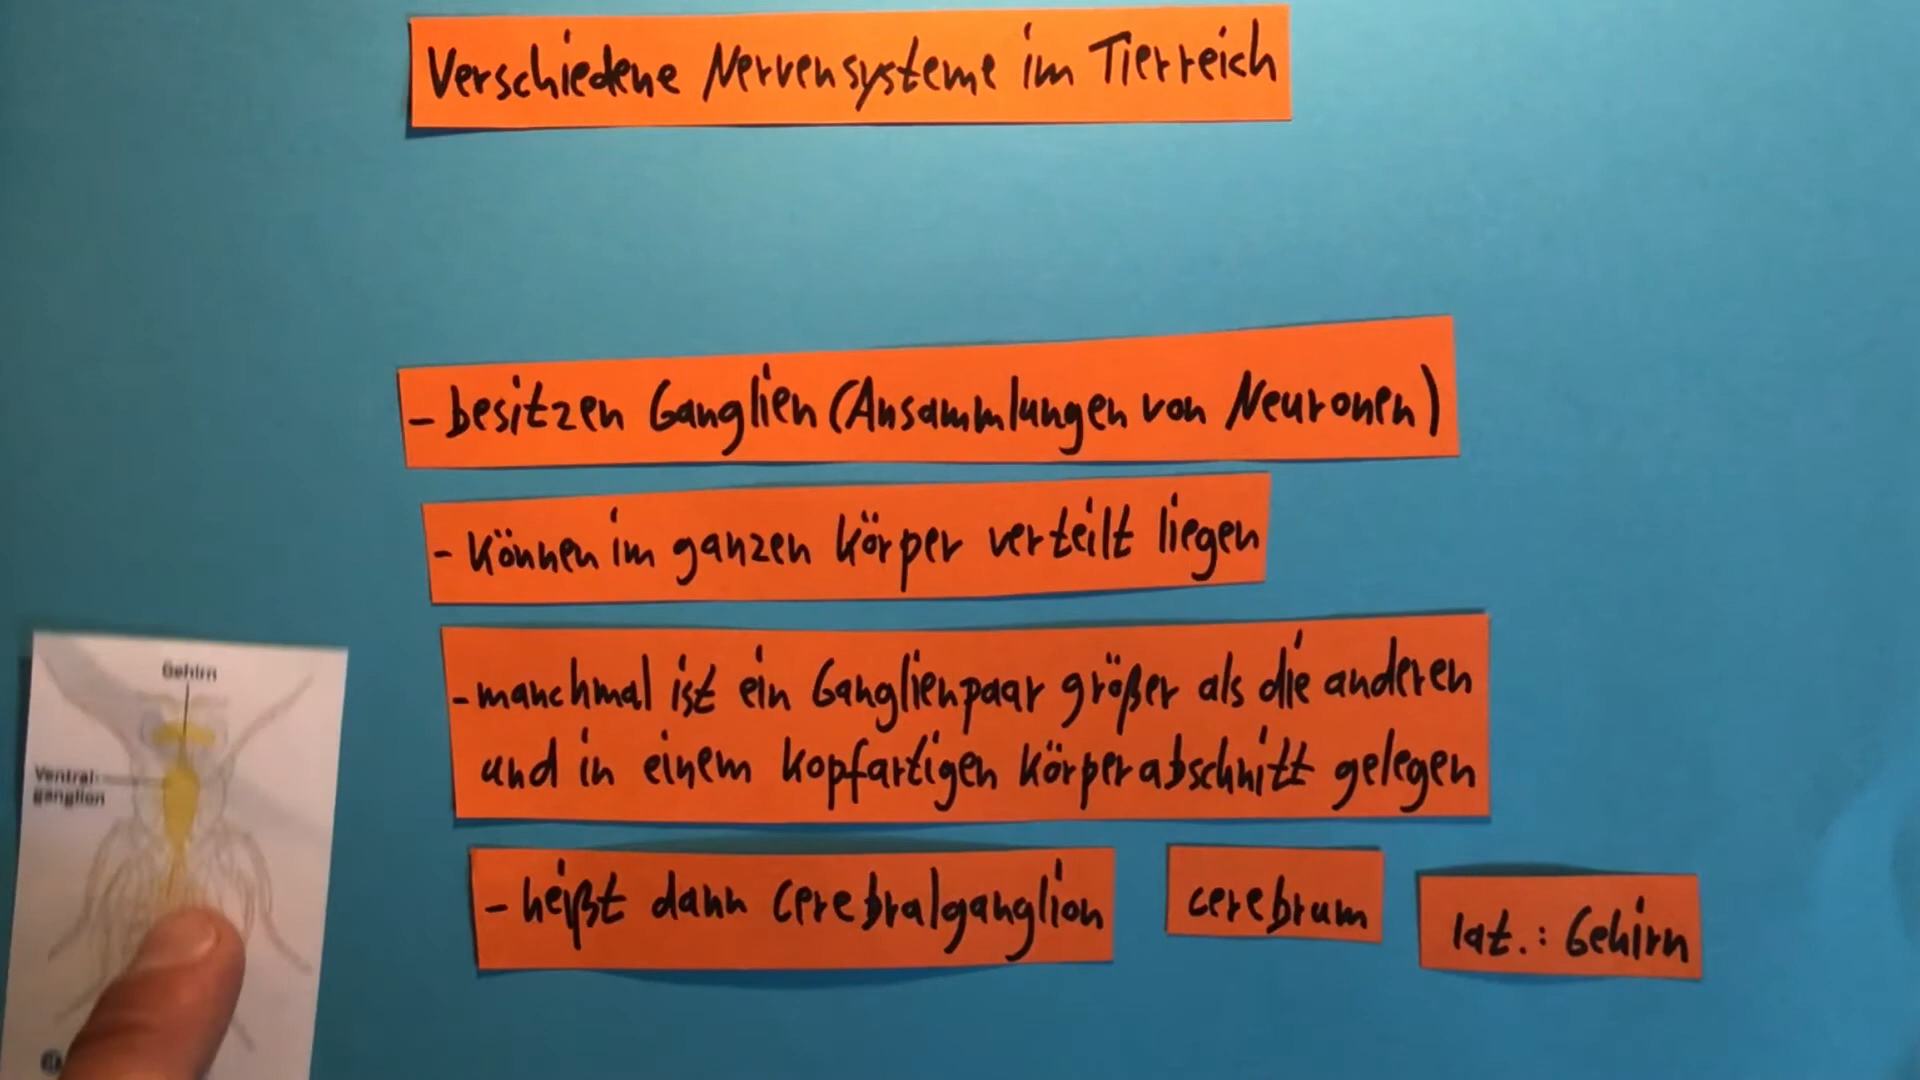 Verschiedene Nervensysteme im Tierreich
- besitzen Ganglien (Ansammlungen von Neuronen)
- können im ganzen Körper verteilt liegen
- manchmal ist ein Ganglienpaar größer als die anderen
und in einem kopfartigen Körperabschnitt gelegen
- heißt dann Cerebralganglion
cerebrum
lat.: Gehirn
Gehirn
Ventral-
ganglion